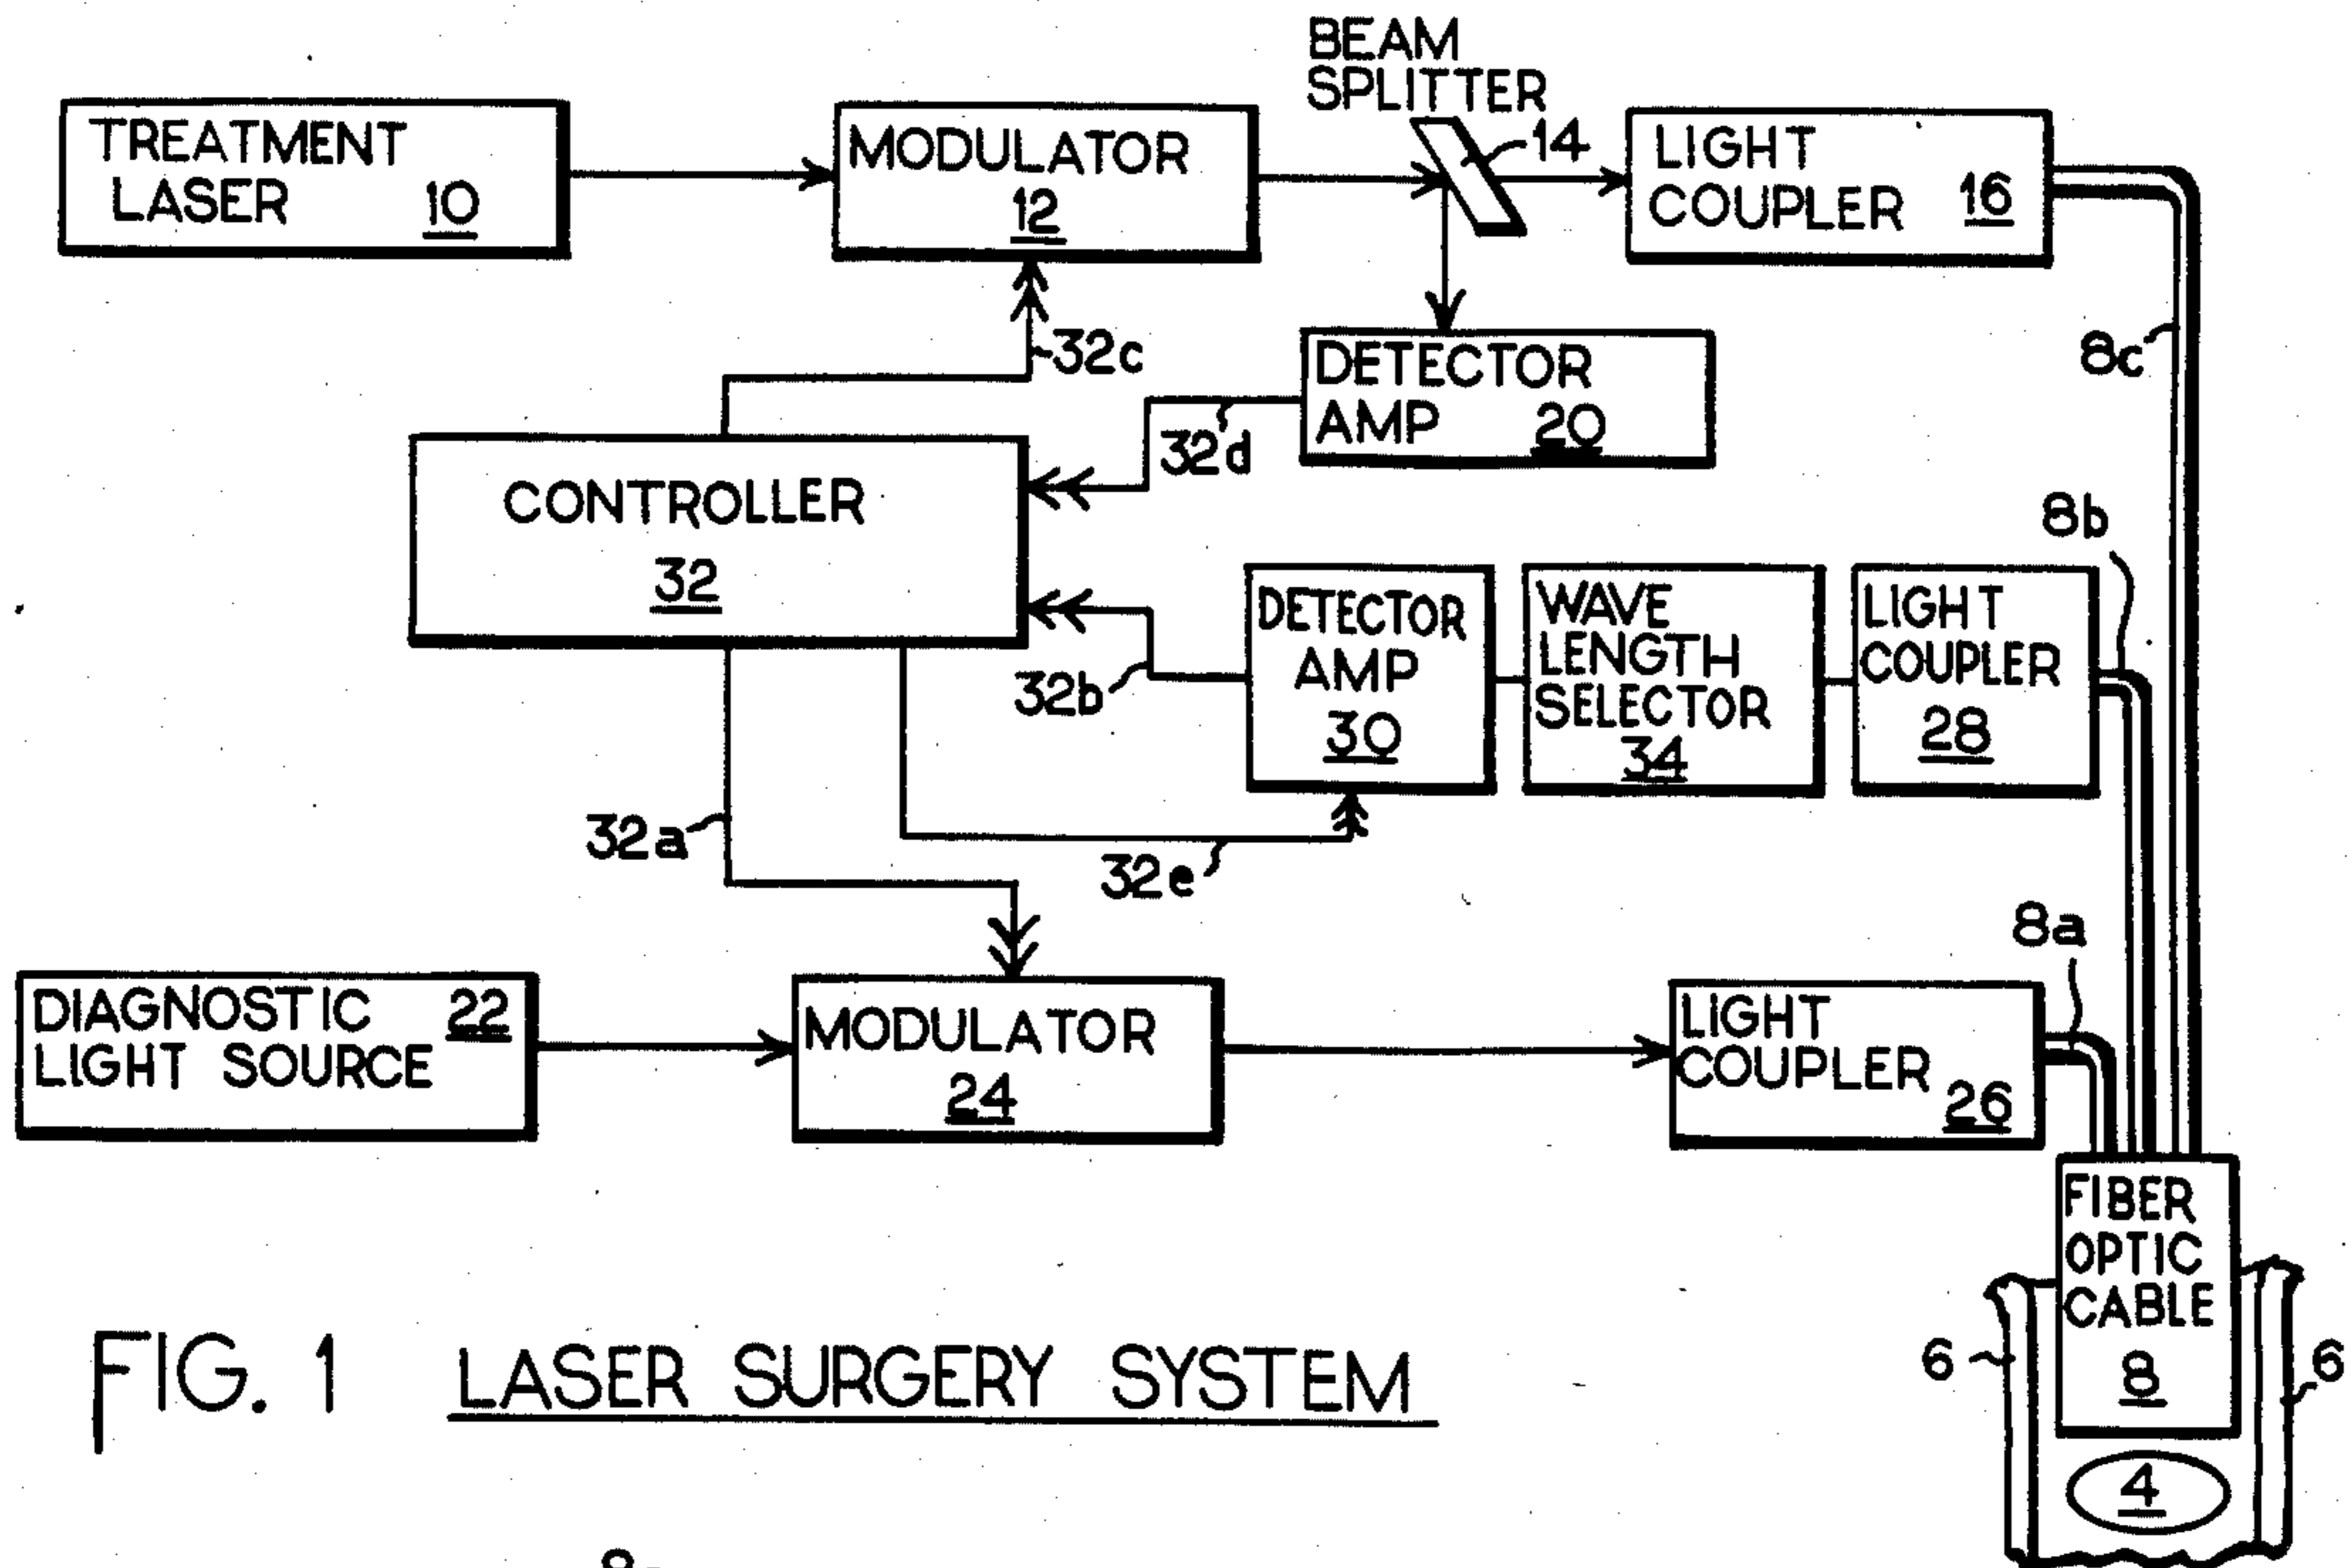 BEAM
SPLITTER
14
TREATMENT
LASER 10
MODULATOR
12
LIGHT
COUPLER 16
32c
8c
DETECTOR
AMP 20
32d
CONTROLLER
32
8b
DETECTOR
AMP
30
WAVE
LENGTH
SELECTOR
34
LIGHT
COUPLER
28
32b
32a
32e
8a
DIAGNOSTIC 22
LIGHT SOURCE
MODULATOR
24
LIGHT
COUPLER
26
FIBER
OPTIC
CABLE
8
6
6
4
FIG. 1 LASER SURGERY SYSTEM